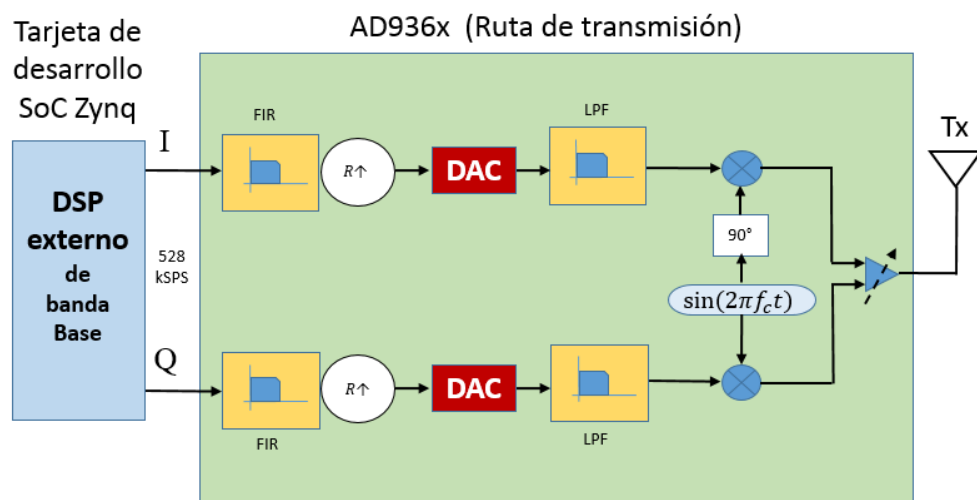 Tarjeta de
desarrollo
SoC Zynq
AD936x (Ruta de transmisión)
DSP
externo
de
banda
Base
I
528
kSPS
Q
FIR
R↑
DAC
LPF
90°
sin(2πf_ct)
Tx
R↑
DAC
FIR
LPF